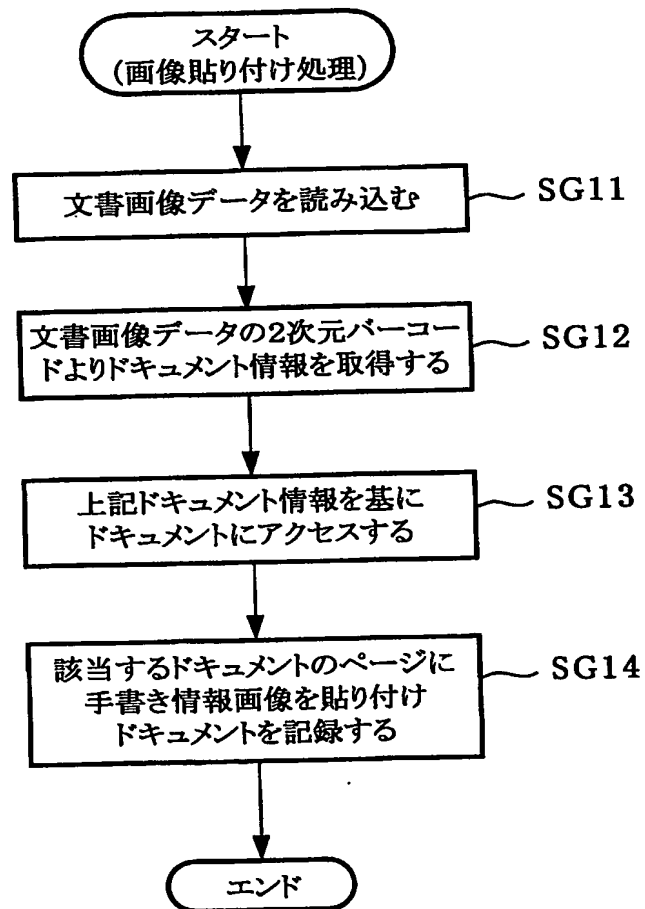 スタート
(画像貼り付け処理)
文書画像データを読み込む
SG11
文書画像データの2次元バーコー
ドよりドキュメント情報を取得する
SG12
上記ドキュメント情報を基に
ドキュメントにアクセスする
SG13
該当するドキュメントのページに
手書き情報画像を貼り付け
ドキュメントを記録する
SG14
エンド